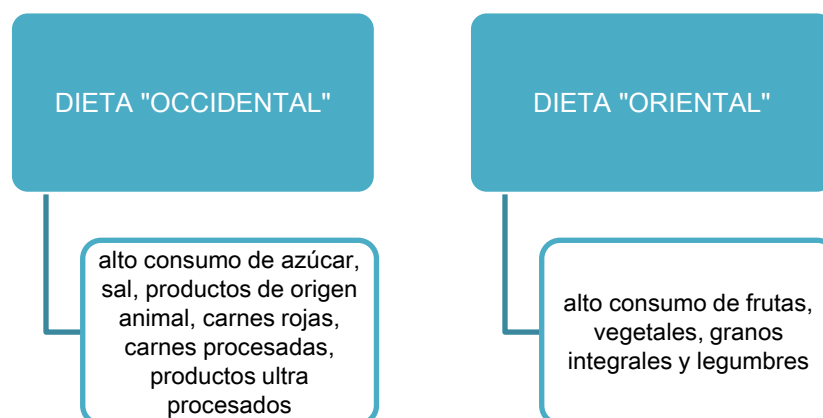 DIETA "OCCIDENTAL"
alto consumo de azúcar,
sal, productos de origen
animal, carnes rojas,
carnes procesadas,
productos ultra
procesados
DIETA "ORIENTAL"
alto consumo de frutas,
vegetales, granos
integrales y legumbres